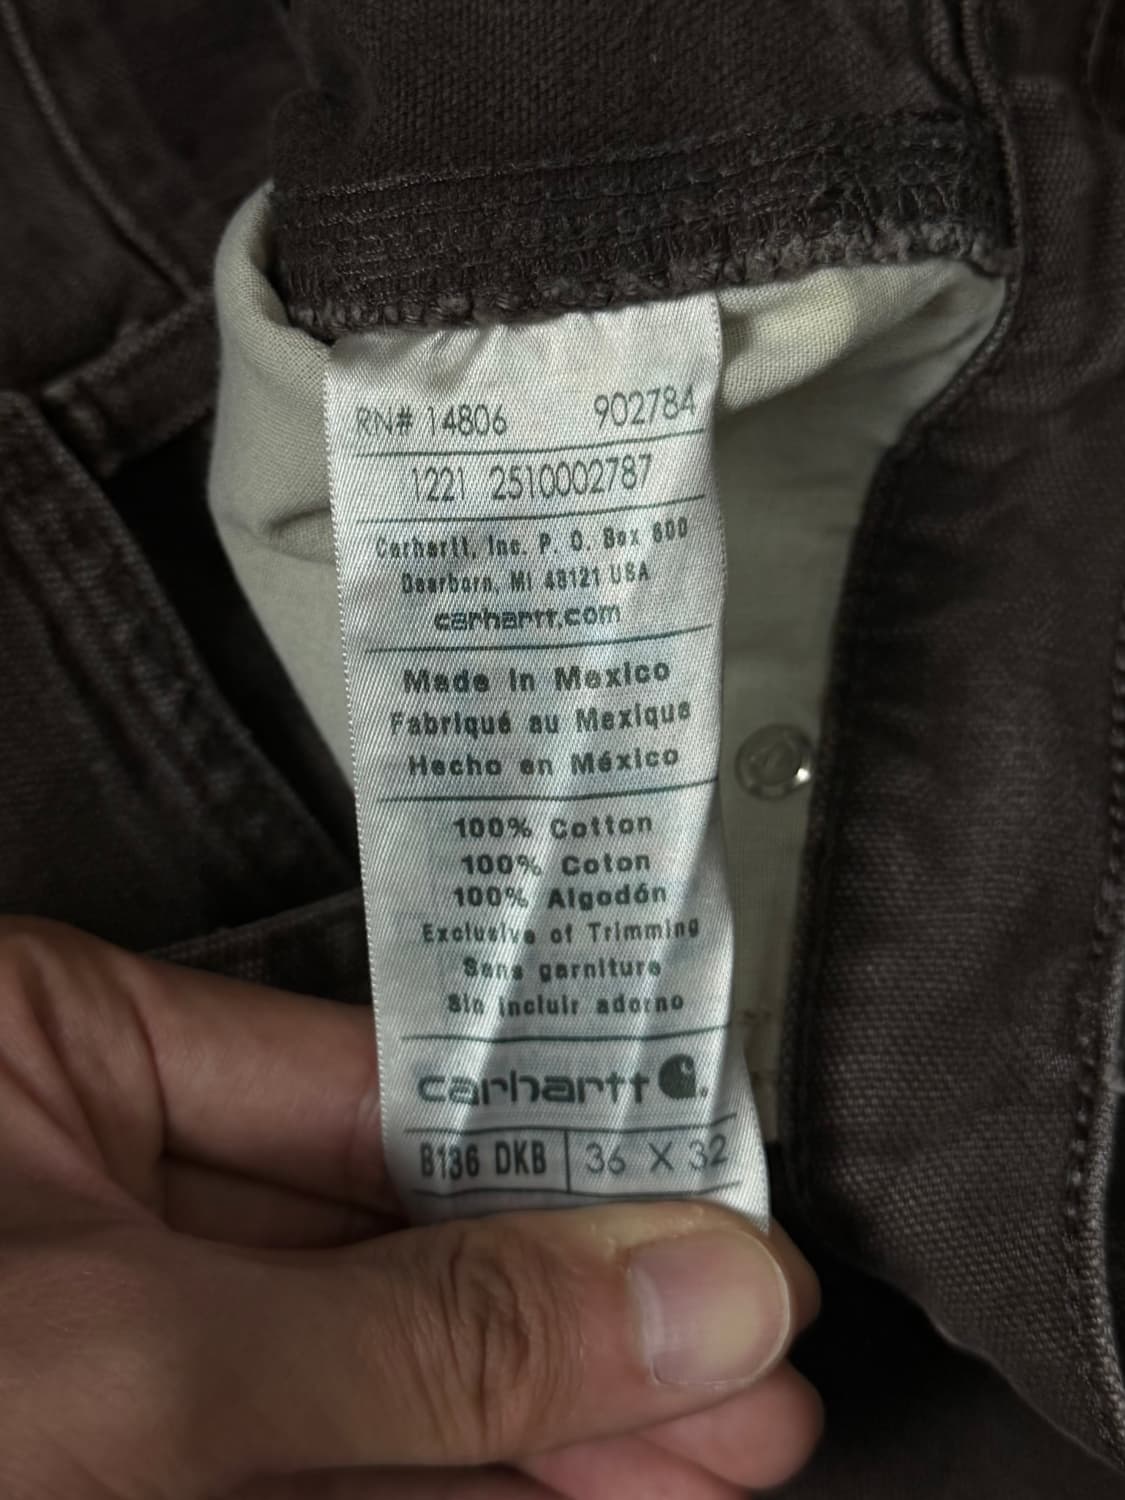 RN# 14806 902784
1221 2510002787
Carhartt, Inc. P. O. Box 600
Dearborn, MI 48121 USA
carhartt.com
Made in Mexico
Fabriqué au Mexique
Hecho en México
100% Cotton
100% Coton
100% Algodón
Exclusive of Trimming
Sans garniture
Sin incluir adorno
carhartt
B136 DKB 36 X 32